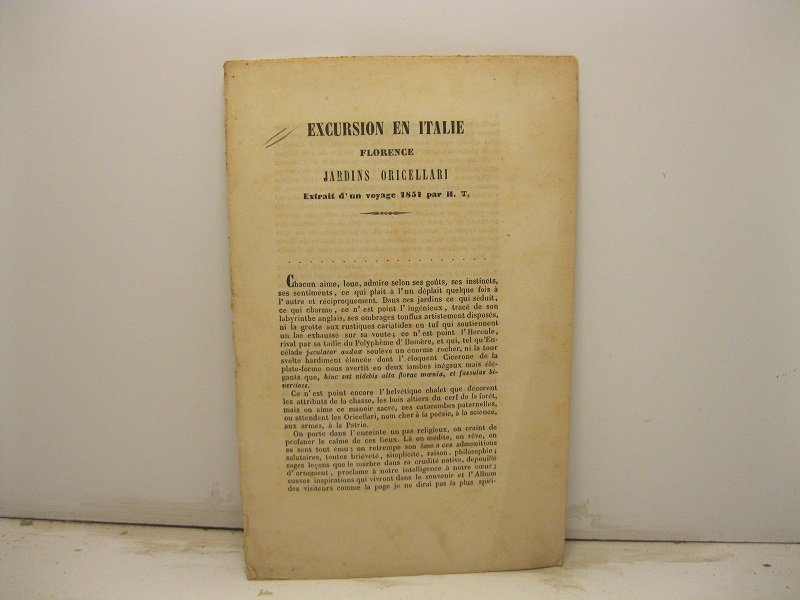 EXCURSION EN ITALIE
FLORENCE
JARDINS ORICELLARI
Extrait d'un voyage 1851 par H. T.
Chacun aime, loue, admire selon ses goûts, ses instincts,
ses sentiments, ce qui plait à l'un déplait quelque fois à
l'autre et réciproquement. Dans ces jardins ce qui séduit,
ce qui charme, ce n'est point l'ingénieux, tracé de son
labyrinthe anglais, ses ombrages touffus artistement disposés,
ni la grotte aux rustiques cariatides en tuf qui soutiennent
un lac exhaussé sur sa voute; ce n'est point l'Hercule,
rival par sa taille du Polyphème d'Homère, et qui, tel qu'En-
célade jaculator audax soulève un énorme rocher, ni la tour
svelte hardiment élancée dont l'éloquent Cicerone de la
plate-forme nous avertit en deux iambes inégaux mais élé-
gants que, hinc sat videbis alta florae mœnia, et faesulas bi-
vertices.
Ce n'est point encore l'helvétique chalet que décorent
les attributs de la chasse, les bois altiers du cerf de la forêt,
mais on aime ce manoir sacré, ces catacombes paternelles,
ou attendent les Oricellari, nom cher à la poésie, à la science,
aux armes, à la Patrie.
On porte dans l'enceinte un pas religieux, on craint de
profaner le calme de ces lieux. Là on médite, on rêve, on
se sent tout ému; on retrempe son âme a ces admonitions
salutaires, toutes brièveté, simplicité, raison, philosophie;
sages leçons que le marbre dans sa crudité native, dépouillé
d'ornement, proclame à notre intelligence à notre cœur;
suaves inspirations qui vivront dans le souvenir et l'Album
des visiteurs comme la page je ne dirai pas la plus spiri-